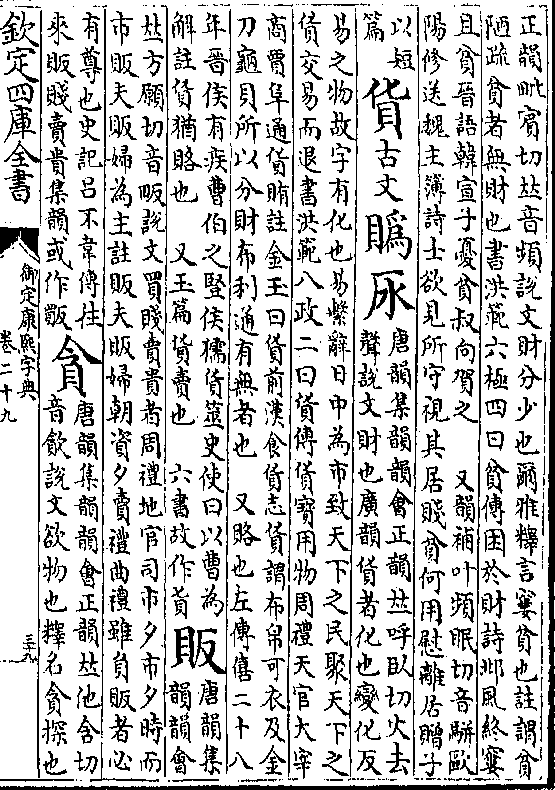 正韻毗賓切𠀤音頻說文財分少也爾雅釋言窶貧也註謂貧
陋疏貧者無財也書洪範六極四曰貧傳困於財詩邶風終窶
且貧晉語韓宣子憂貧叔向賀之　又韻補叶頻眠切音騈歐
陽修送魏主簿詩士欲見所守視其居賤貧何用慰離居贈子
以短
篇　貨古文𧶽𡰯唐韻集韻韻會正韻𠀤呼臥切火去
聲說文財也廣韻貨者化也變化反
易之物故字有化也易繫辭日中為市致天下之民聚天下之
貨交易而退書洪範八政二曰貨傳貨寶用物周禮天官大宰
商賈阜通貨賄註金玉曰貨前漢食貨志貨謂布帛可衣及金
刀龜貝所以分財布利通有無者也　又賂也左傳僖二十八
年晉侯有疾曹伯之豎侯獳貨筮史使曰以曹為
解註貨猶賂也　又玉篇貨賣也　六書故作貨　販唐韻集
韻韻會
𠀤方願切音畈說文買賤賣貴者周禮地官司市夕市夕時而
市販夫販婦為主註販夫販婦朝資夕賣禮曲禮雖負販者必
有尊也史記呂不韋傳往
來販賤賣貴集韻或作㽹　貪唐韻集韻韻會正韻𠀤他含切
音飲說文欲物也釋名貪探也
欽定四庫全書
御定康熙字典
卷二十九
三十九